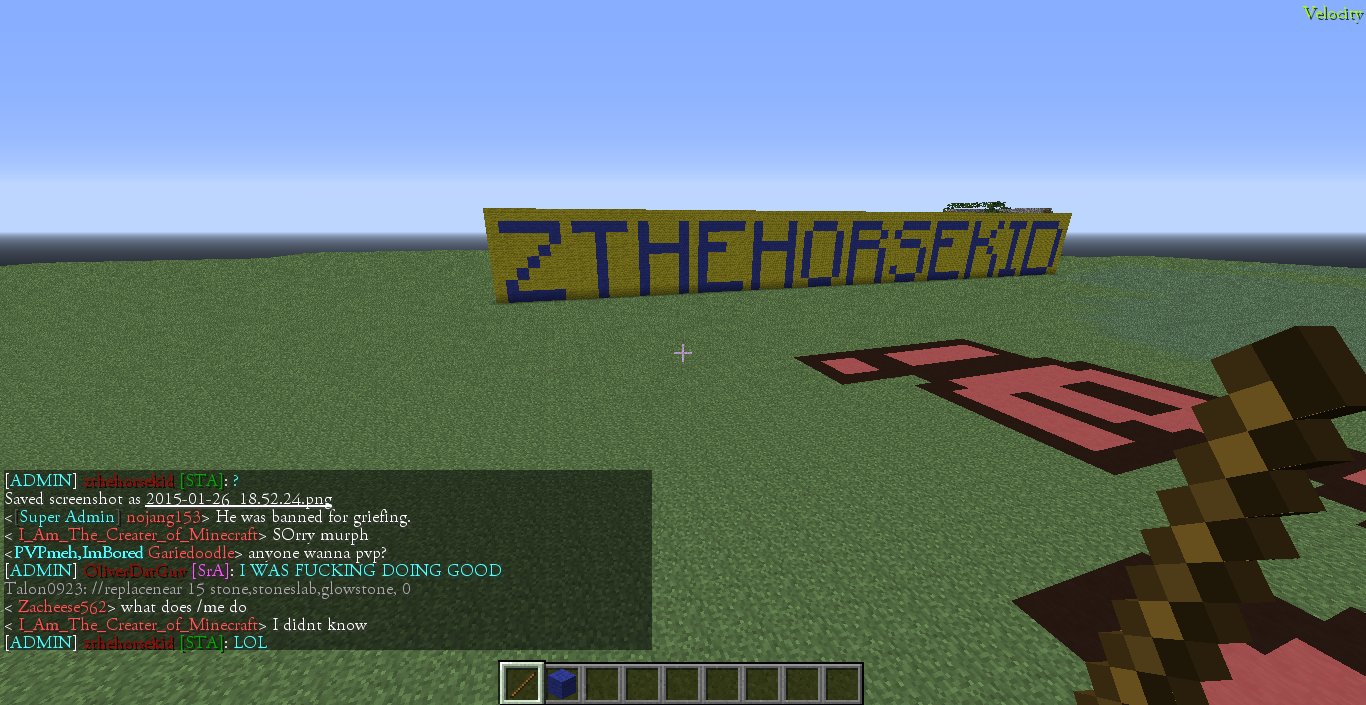 Velocity
ZTHEHORSEKID
[ADMIN] zthehorsekid [STA]: ?
Saved screenshot as 2015-01-26_18.52.24.png
<[Super Admin] nojang153> He was banned for griefing.
< I_Am_The_Creater_of_Minecraft> SOrry murph
<PVPmeh,ImBored Gariedoodle> anyone wanna pvp?
[ADMIN] OliverDatGuy [SrA]: I WAS FUCKING DOING GOOD
Talon0923: //replacenear 15 stone,stoneslab,glowstone, 0
< Zacheese562> what does /me do
< I_Am_The_Creater_of_Minecraft> I didnt know
[ADMIN] zthehorsekid [STA]: LOL